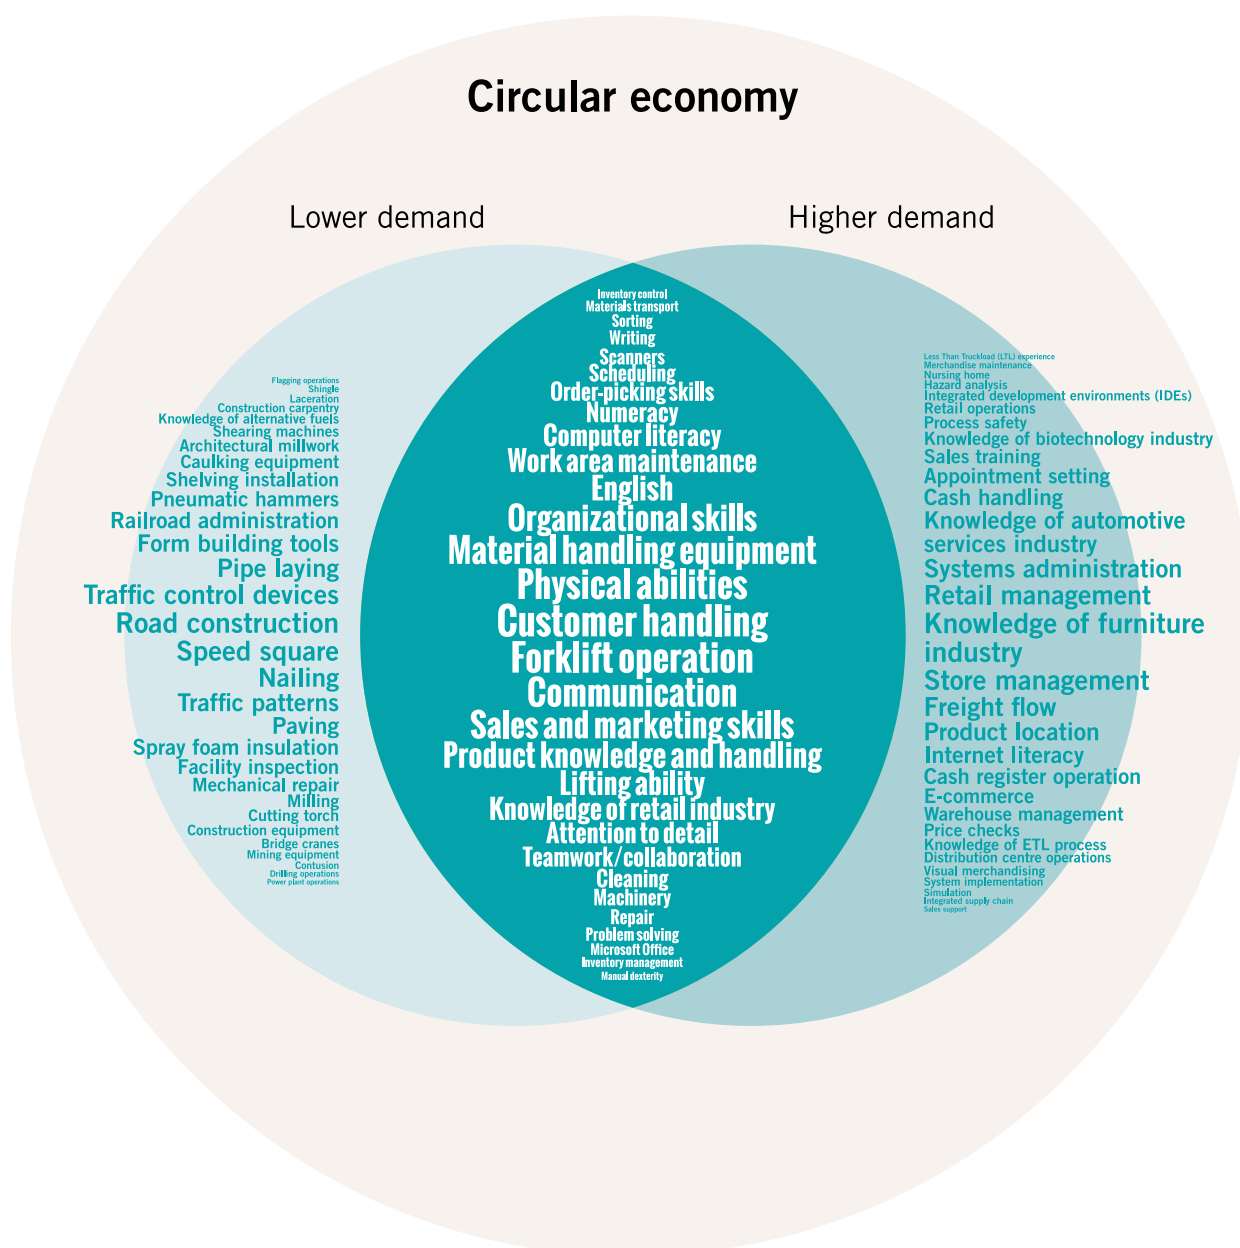 Circular economy
Lower demand
Higher demand
Flagging operations
Shingle
Laceration
Construction carpentry
Knowledge of alternative fuels
Shearing machines
Architectural millwork
Caulking equipment
Shelving installation
Pneumatic hammers
Railroad administration
Form building tools
Pipe laying
Traffic control devices
Road construction
Speed square
Nailing
Traffic patterns
Paving
Spray foam insulation
Facility inspection
Mechanical repair
Milling
Cutting torch
Construction equipment
Bridge cranes
Mining equipment
Contusion
Drilling operations
Power plant operations
Inventory control
Materials transport
Sorting
Writing
Scanners
Scheduling
Order-picking skills
Numeracy
Computer literacy
Work area maintenance
English
Organizational skills
Material handling equipment
Physical abilities
Customer handling
Forklift operation
Communication
Sales and marketing skills
Product knowledge and handling
Lifting ability
Knowledge of retail industry
Attention to detail
Teamwork/collaboration
Cleaning
Machinery
Repair
Problem solving
Microsoft Office
Inventory management
Manual dexterity
Less Than Truckload (LTL) experience
Merchandise maintenance
Nursing home
Hazard analysis
Integrated development environments (IDEs)
Retail operations
Process safety
Knowledge of biotechnology industry
Sales training
Appointment setting
Cash handling
Knowledge of automotive
services industry
Systems administration
Retail management
Knowledge of furniture
industry
Store management
Freight flow
Product location
Internet literacy
Cash register operation
E-commerce
Warehouse management
Price checks
Knowledge of ETL process
Distribution centre operations
Visual merchandising
System implementation
Simulation
Integrated supply chain
Sales support